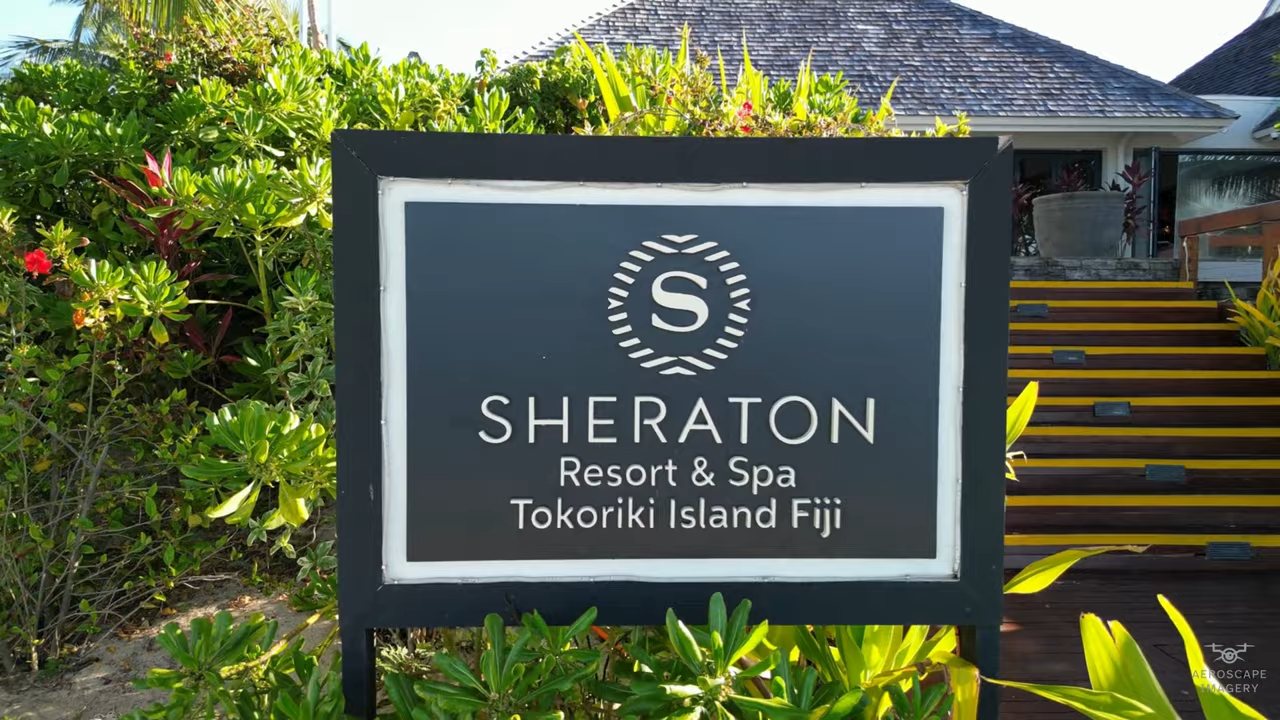 S
SHERATON
Resort & Spa
Tokoriki Island Fiji
AEROSCAPE
IMAGERY